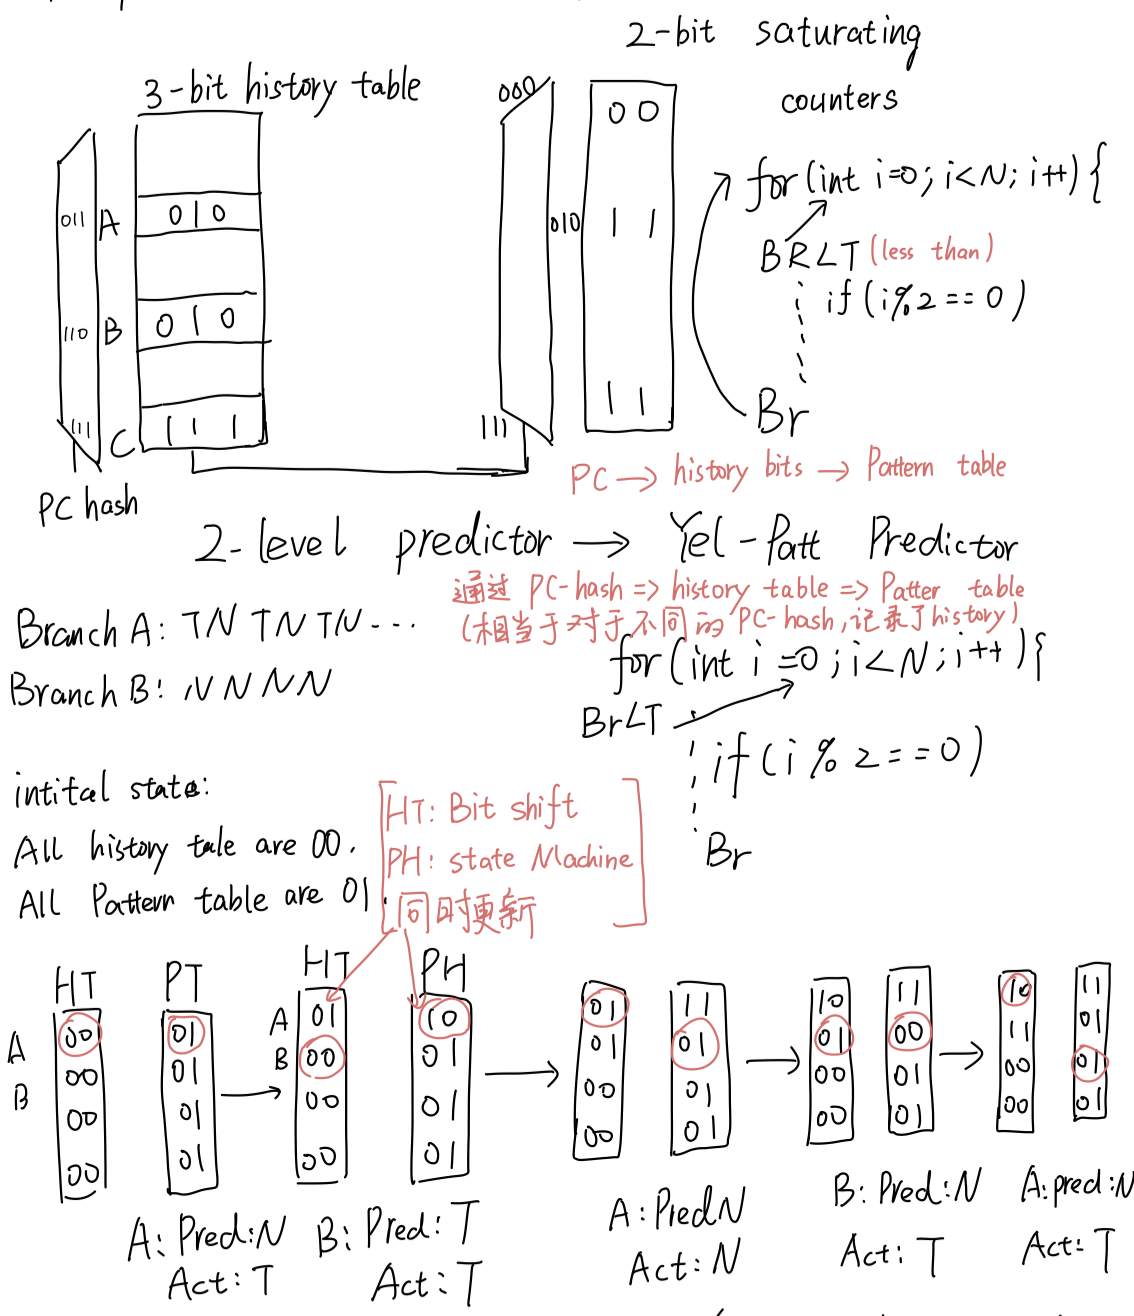 2-bit saturating
counters
3-bit history table
000
00
011 A 010
010 11
110 B 010
111 C 111
111 11
PC hash
for(int i=0; i<N; i++){
BRLT (less than)
if(i%2==0)
Br
PC → history bits → Pattern table
2-level predictor → Yel-Patt Predictor
通过 PC-hash => history table => Patter table
(相当于对于不同的 PC-hash,记录了history)
Branch A: TN TN TN ...
Branch B: NNNN
for(int i=0; i<N; i++){
BrLT
if(i%2==0)
Br
intital state:
All history tale are 00.
All Pattern table are 01.
HT: Bit shift
PH: state Machine
同时更新
HT PT
A 00 01
B 00 01
00 01
00 01
A: Pred:N
Act: T
HT PH
A 01 10
B 00 01
00 01
00 01
B: Pred: T
Act: T
01 11
01 01
00 01
00 01
A: Pred N
Act: N
10 11
01 00
00 01
00 01
B: Pred:N
Act: T
10 11
11 01
00 01
00 01
A: pred:N
Act: T